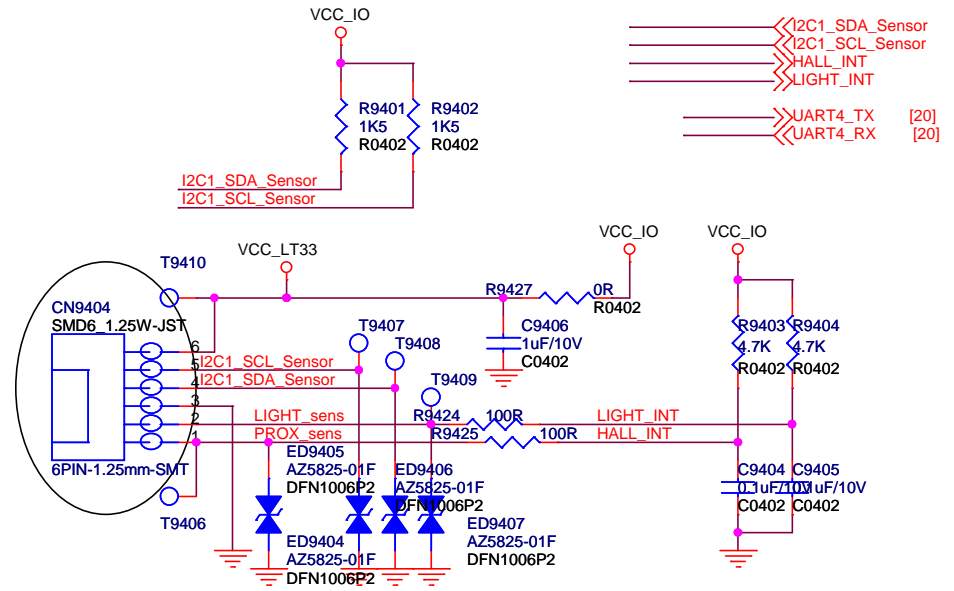 VCC_IO
I2C1_SDA_Sensor
I2C1_SCL_Sensor
HALL_INT
LIGHT_INT
UART4_TX [20]
UART4_RX [20]
R9401
1K5
R0402
R9402
1K5
R0402
I2C1_SDA_Sensor
I2C1_SCL_Sensor
VCC_LT33
VCC_IO
VCC_IO
T9410
CN9404
SMD6_1.25W-JST
6
5
4
3
2
1
6PIN-1.25mm-SMT
T9406
I2C1_SCL_Sensor
I2C1_SDA_Sensor
LIGHT_sens
PROX_sens
T9407
T9408
T9409
R9427 0R
R0402
C9406
1uF/10V
C0402
R9403
4.7K
R0402
R9404
4.7K
R0402
R9424 100R
LIGHT_INT
R9425 100R
HALL_INT
ED9405
AZ5825-01F
DFN1006P2
ED9406
AZ5825-01F
DFN1006P2
ED9404
AZ5825-01F
DFN1006P2
ED9407
AZ5825-01F
DFN1006P2
C9404
0.1uF/10V
C0402
C9405
0.1uF/10V
C0402